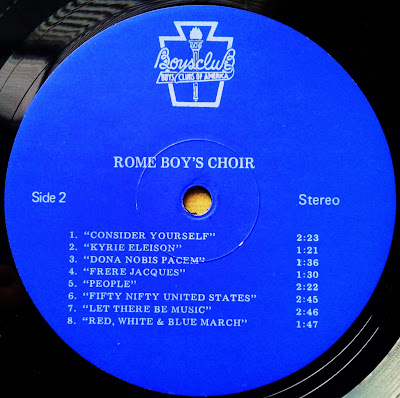 Boysclub
BOYS' CLUBS OF AMERICA
ROME BOY'S CHOIR
Side 2
Stereo
1. "CONSIDER YOURSELF" 2:23
2. "KYRIE ELEISON" 1:21
3. "DONA NOBIS PACEM" 1:36
4. "FRERE JACQUES" 1:30
5. "PEOPLE" 2:22
6. "FIFTY NIFTY UNITED STATES" 2:45
7. "LET THERE BE MUSIC" 2:46
8. "RED, WHITE & BLUE MARCH" 1:47